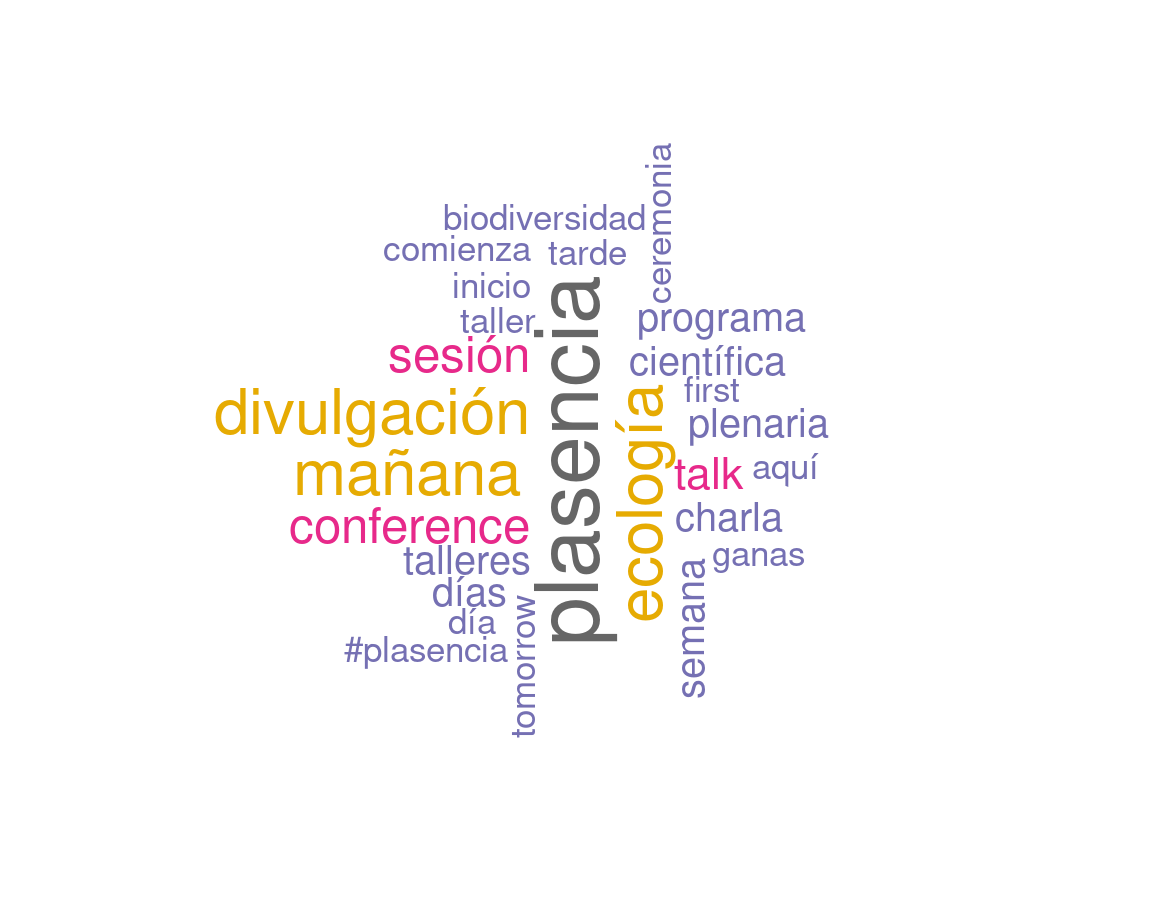 ceremonia
biodiversidad
comienza
tarde
inicio
plasencia
taller
programa
sesión
científica
first
divulgación
ecología
plenaria
mañana
talk
aquí
conference
charla
talleres
ganas
días
semana
día
tomorrow
#plasencia